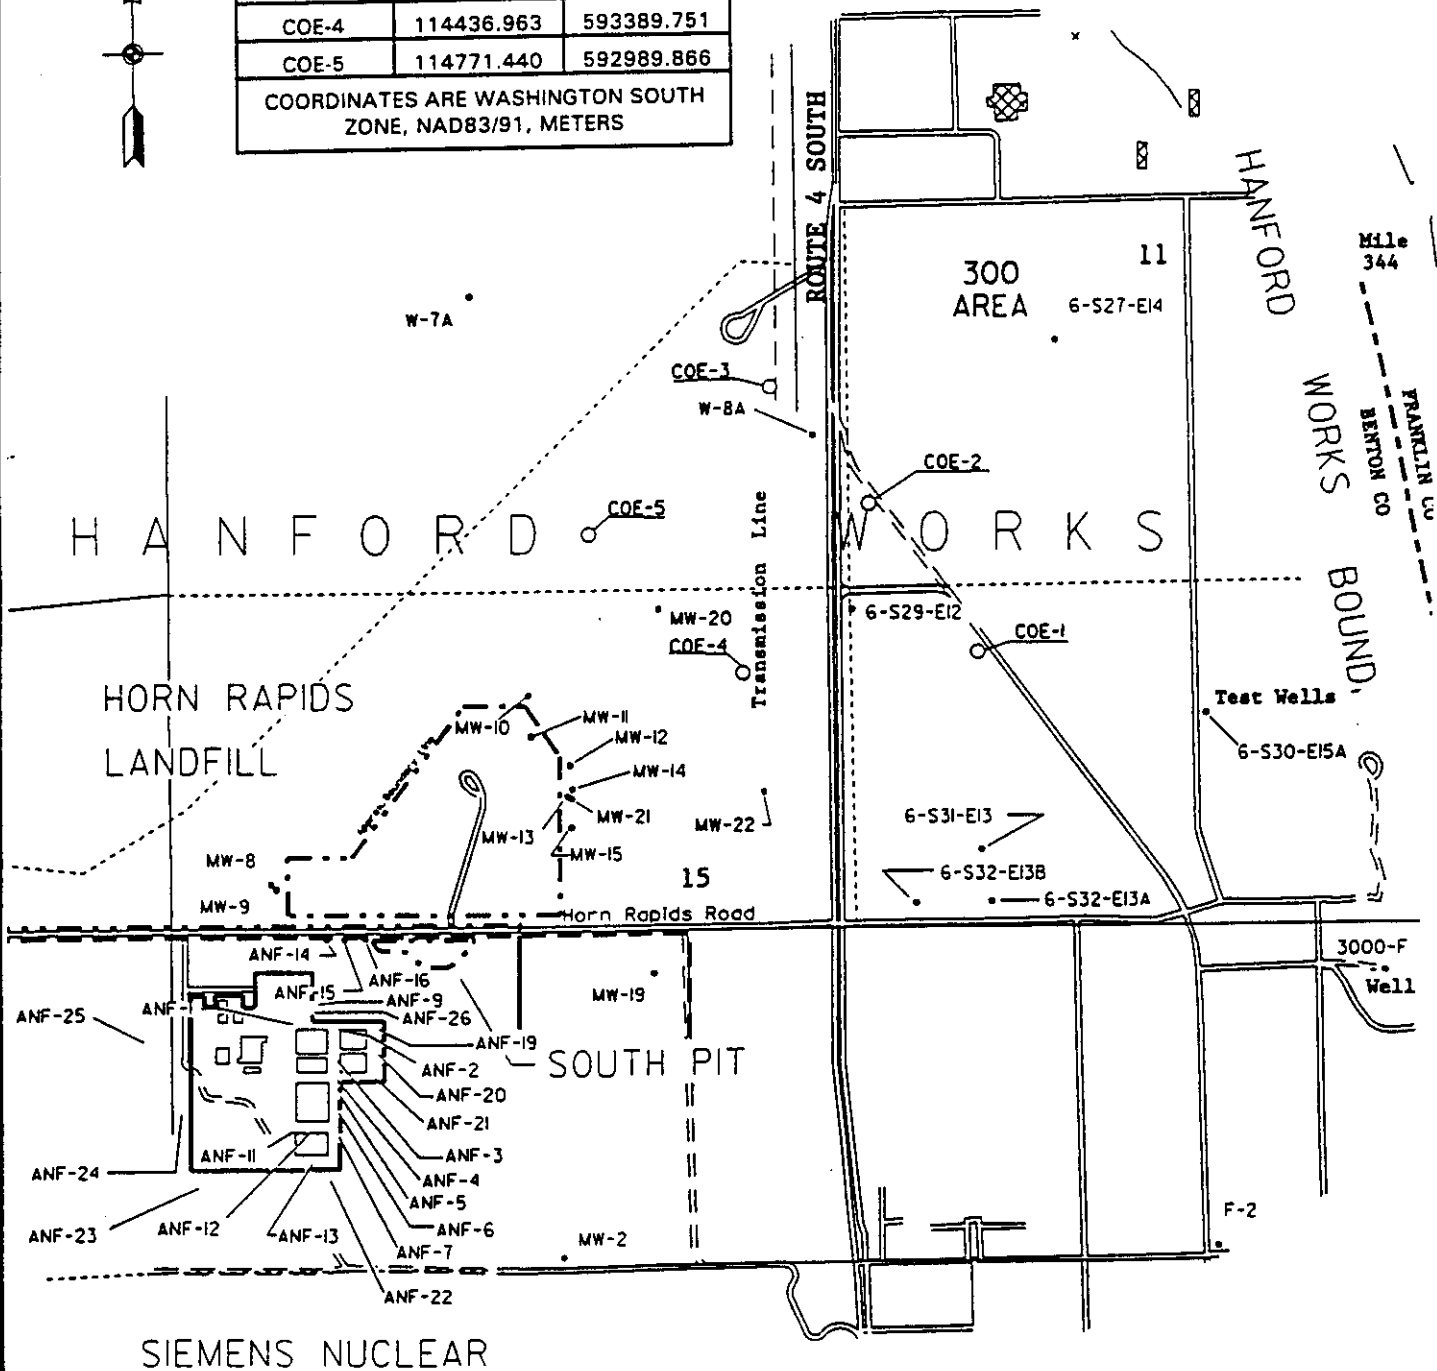 COE-4 114436.963 593389.751
COE-5 114771.440 592989.866
COORDINATES ARE WASHINGTON SOUTH
ZONE, NAD83/91, METERS
ROUTE 4 SOUTH
HANFORD
WORKS
BOUND.
Mile
344
FRANKLIN CO
BENTON CO
300
AREA
11
6-S27-E14
W-7A
COE-3
W-8A
COE-2
COE-5
HANFORD WORKS
Transmission Line
MW-20
6-S29-E12
COE-4
COE-1
HORN RAPIDS
LANDFILL
Test Wells
6-S30-E15A
MW-10
MW-11
MW-12
MW-14
MW-21
MW-13
MW-15
MW-22
6-S31-E13
6-S32-E13B
6-S32-E13A
MW-8
MW-9
15
Horn Rapids Road
3000-F
Well
ANF-14
ANF-16
ANF-15
ANF-9
ANF-1
ANF-26
ANF-25
MW-19
ANF-19
SOUTH PIT
ANF-2
ANF-20
ANF-21
ANF-11
ANF-3
ANF-24
ANF-4
ANF-5
ANF-6
ANF-23
ANF-12
ANF-13
ANF-7
MW-2
F-2
ANF-22
SIEMENS NUCLEAR